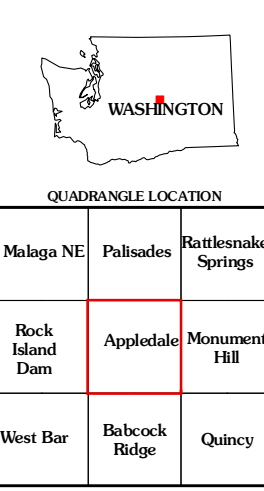 WASHINGTON
QUADRANGLE LOCATION
Malaga NE
Palisades
Rattlesnake
Springs
Rock
Island
Dam
Appledale
Monument
Hill
West Bar
Babcock
Ridge
Quincy